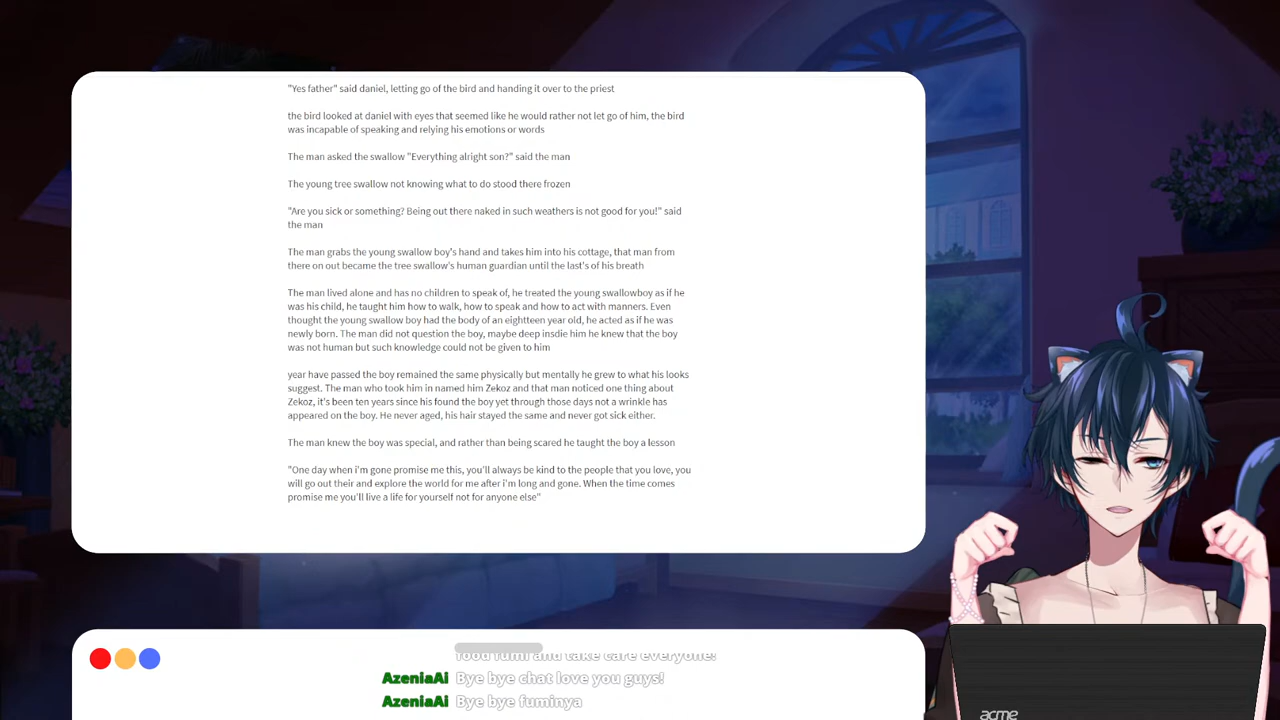 "Yes father" said daniel, letting go of the bird and handing it over to the priest
the bird looked at daniel with eyes that seemed like he would rather not let go of him, the bird
was incapable of speaking and relying his emotions or words
The man asked the swallow "Everything alright son?" said the man
The young tree swallow not knowing what to do stood there frozen
"Are you sick or something? Being out there naked in such weathers is not good for you!" said
the man
The man grabs the young swallow boy's hand and takes him into his cottage, that man from
there on out became the tree swallow's human guardian until the last's of his breath
The man lived alone and has no children to speak of, he treated the young swallowboy as if he
was his child, he taught him how to walk, how to speak and how to act with manners. Even
thought the young swallow boy had the body of an eighteen year old, he acted as if he was
newly born. The man did not question the boy, maybe deep insdie him he knew that the boy
was not human but such knowledge could not be given to him
year have passed the boy remained the same physically but mentally he grew to what his looks
suggest. The man who took him in named him Zekoz and that man noticed one thing about
Zekoz, it's been ten years since his found the boy yet through those days not a wrinkle has
appeared on the boy. He never aged, his hair stayed the same and never got sick either.
The man knew the boy was special, and rather than being scared he taught the boy a lesson
"One day when i'm gone promise me this, you'll always be kind to the people that you love, you
will go out their and explore the world for me after i'm long and gone. When the time comes
promise me you'll live a life for yourself not for anyone else"
food fumi and take care everyone!
AzeniaAi Bye bye chat love you guys!
AzeniaAi Bye bye fuminya
acme